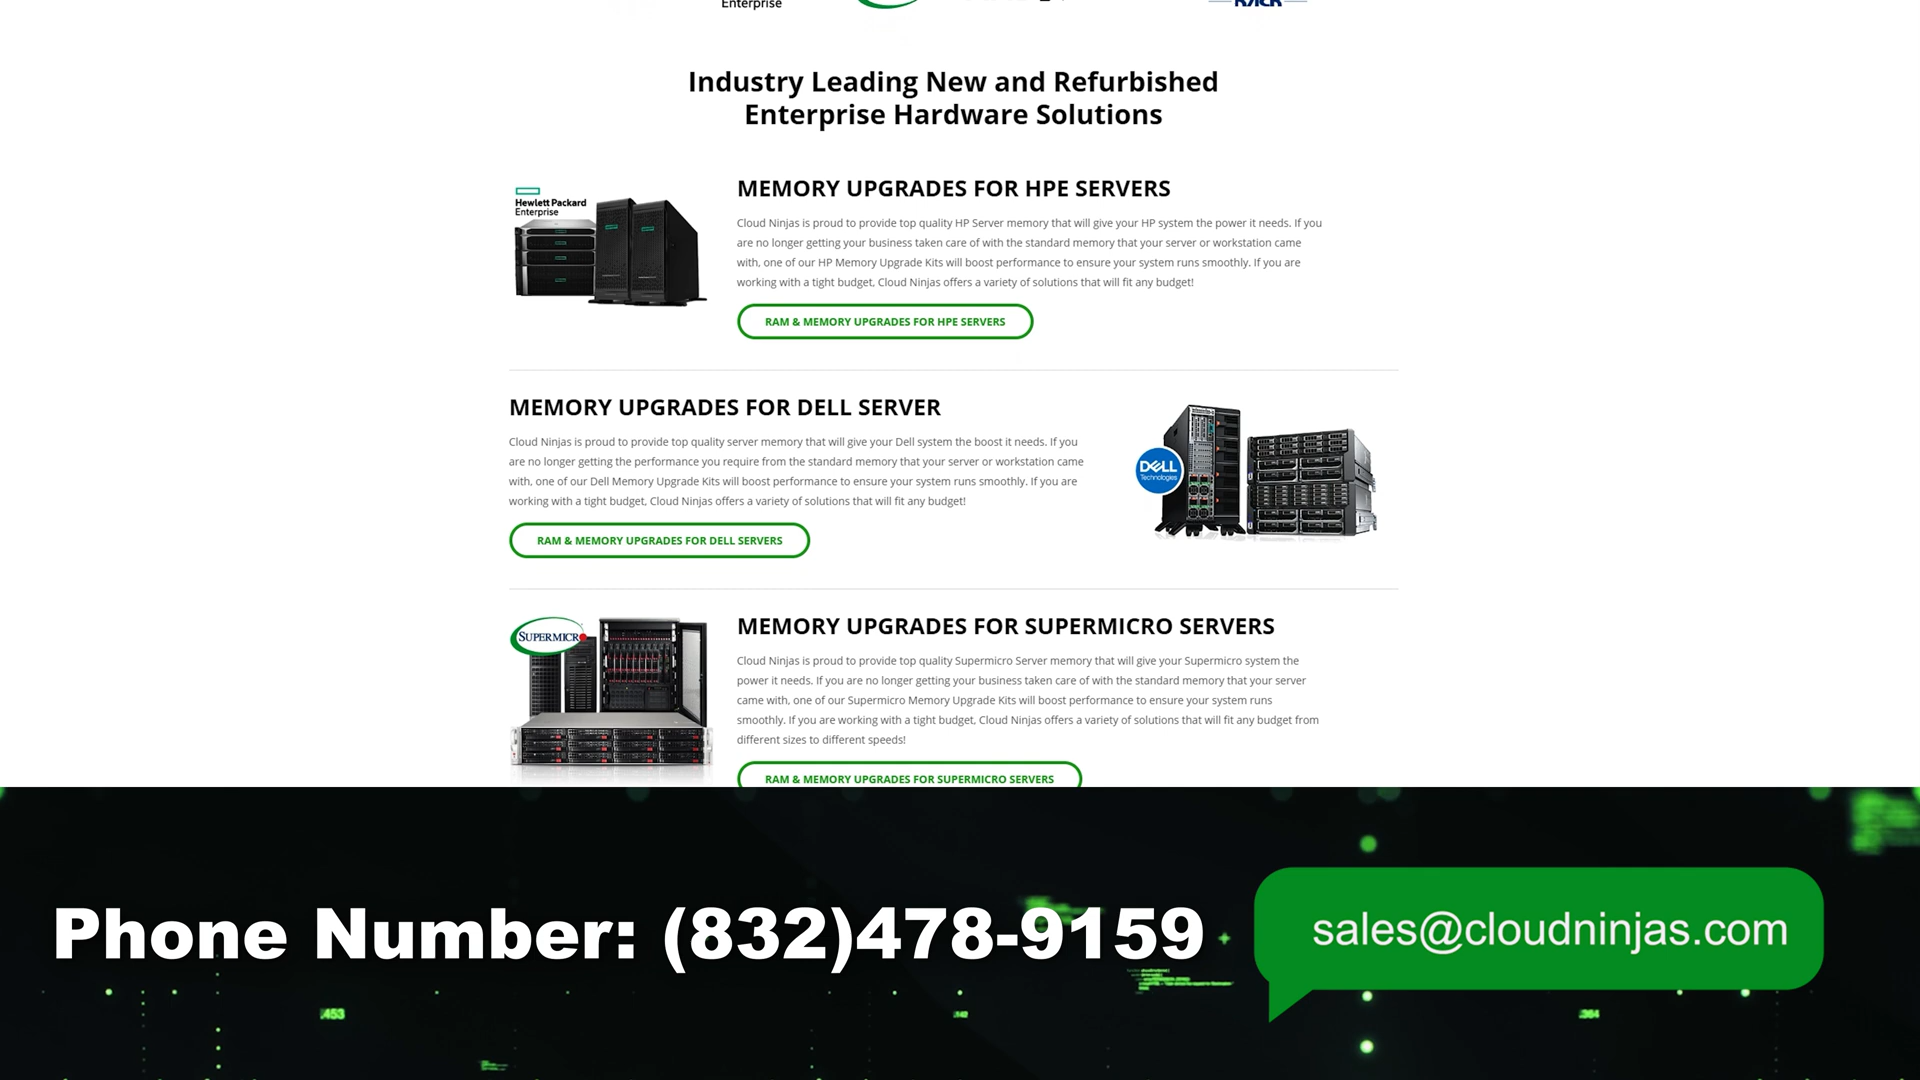 Enterprise
Industry Leading New and Refurbished
Enterprise Hardware Solutions
Hewlett Packard
Enterprise
MEMORY UPGRADES FOR HPE SERVERS
Cloud Ninjas is proud to provide top quality HP Server memory that will give your HP system the power it needs. If you
are no longer getting your business taken care of with the standard memory that your server or workstation came
with, one of our HP Memory Upgrade Kits will boost performance to ensure your system runs smoothly. If you are
working with a tight budget, Cloud Ninjas offers a variety of solutions that will fit any budget!
RAM & MEMORY UPGRADES FOR HPE SERVERS
MEMORY UPGRADES FOR DELL SERVER
Cloud Ninjas is proud to provide top quality server memory that will give your Dell system the boost it needs. If you
are no longer getting the performance you require from the standard memory that your server or workstation came
with, one of our Dell Memory Upgrade Kits will boost performance to ensure your system runs smoothly. If you are
working with a tight budget, Cloud Ninjas offers a variety of solutions that will fit any budget!
RAM & MEMORY UPGRADES FOR DELL SERVERS
DELL
Technologies
SUPERMICRO
MEMORY UPGRADES FOR SUPERMICRO SERVERS
Cloud Ninjas is proud to provide top quality Supermicro Server memory that will give your Supermicro system the
power it needs. If you are no longer getting your business taken care of with the standard memory that your server
came with, one of our Supermicro Memory Upgrade Kits will boost performance to ensure your system runs
smoothly. If you are working with a tight budget, Cloud Ninjas offers a variety of solutions that will fit any budget from
different sizes to different speeds!
RAM & MEMORY UPGRADES FOR SUPERMICRO SERVERS
Phone Number: (832)478-9159
sales@cloudninjas.com
.453
.142
.364